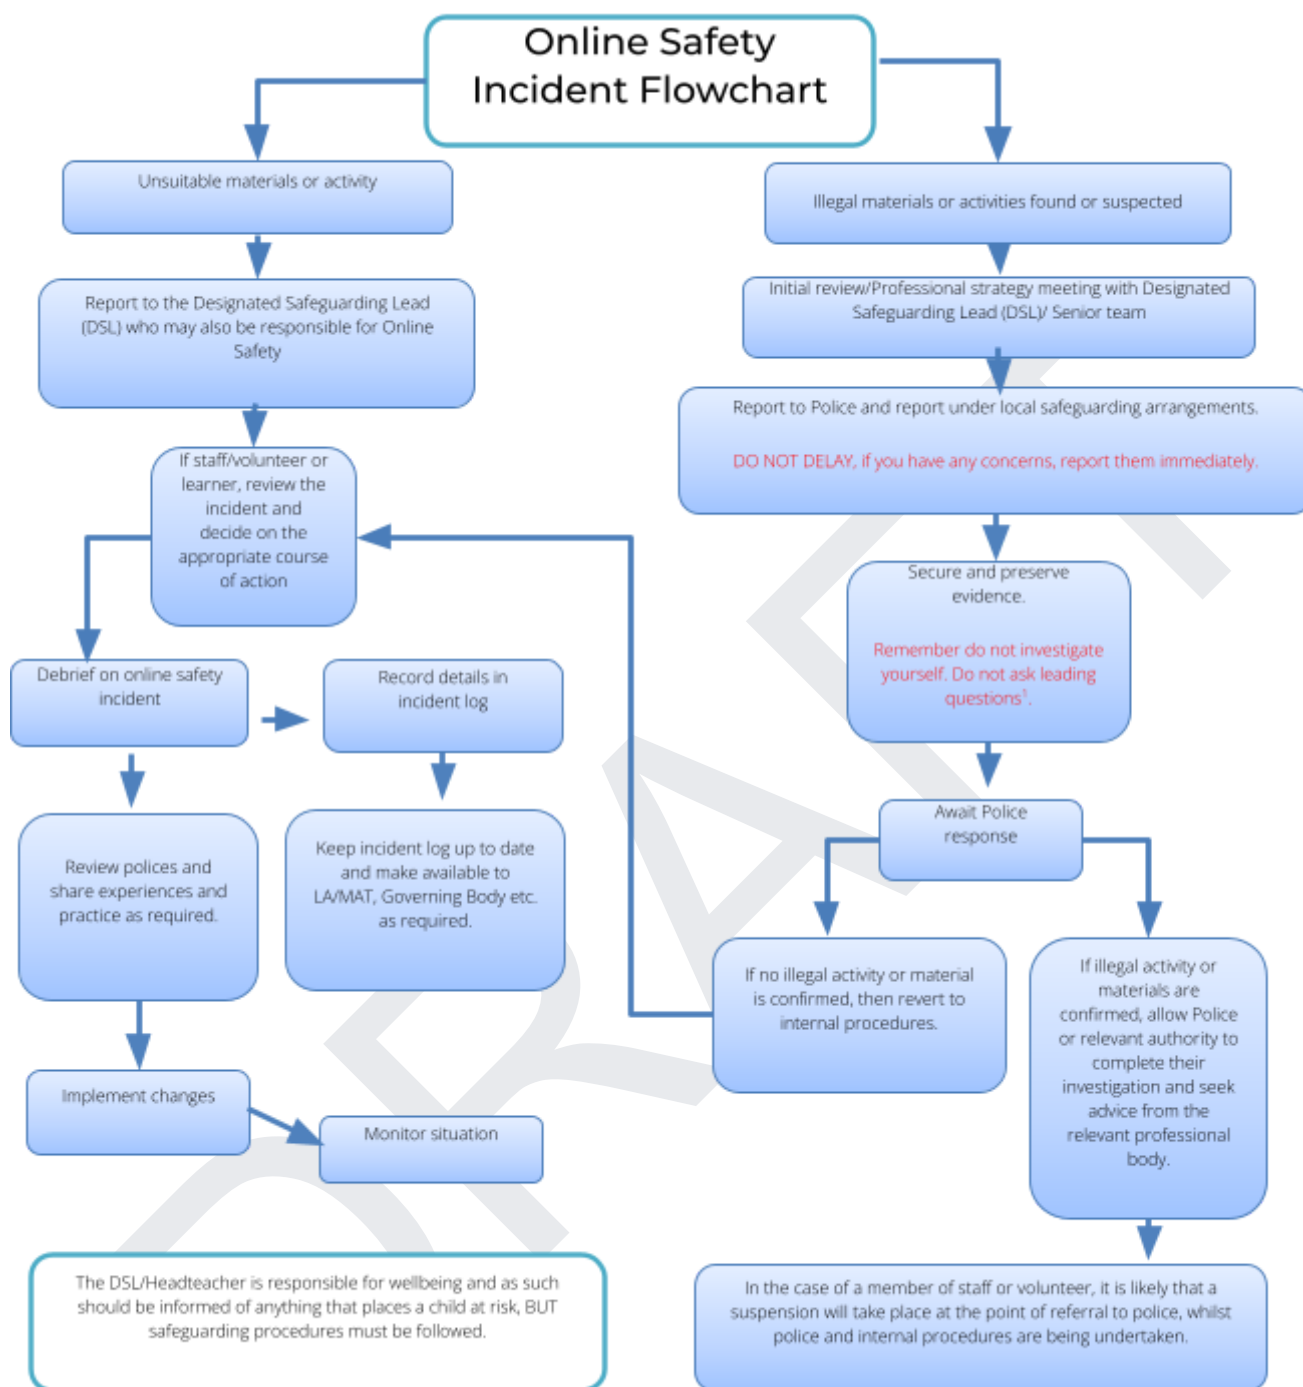 Online Safety
Incident Flowchart
Unsuitable materials or activity
Report to the Designated Safeguarding Lead
(DSL) who may also be responsible for Online
Safety
If staff/volunteer or
learner, review the
incident and
decide on the
appropriate course
of action
Debrief on online safety
incident
Record details in
incident log
Review polices and
share experiences and
practice as required.
Keep incident log up to date
and make available to
LA/MAT, Governing Body etc.
as required.
Implement changes
Monitor situation
The DSL/Headteacher is responsible for wellbeing and as such
should be informed of anything that places a child at risk, BUT
safeguarding procedures must be followed.
Illegal materials or activities found or suspected
Initial review/Professional strategy meeting with Designated
Safeguarding Lead (DSL)/ Senior team
Report to Police and report under local safeguarding arrangements.
DO NOT DELAY, if you have any concerns, report them immediately.
Secure and preserve
evidence.
Remember do not investigate
yourself. Do not ask leading
questions¹.
Await Police
response
If no illegal activity or material
is confirmed, then revert to
internal procedures.
If illegal activity or
materials are
confirmed, allow Police
or relevant authority to
complete their
investigation and seek
advice from the
relevant professional
body.
In the case of a member of staff or volunteer, it is likely that a
suspension will take place at the point of referral to police, whilst
police and internal procedures are being undertaken.
DRAFT